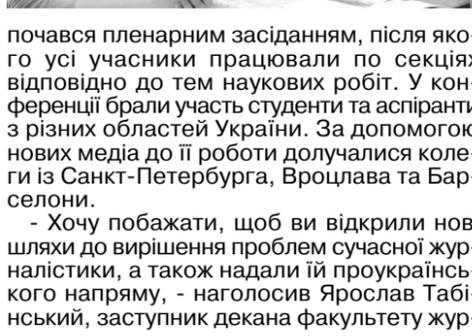 почався пленарним засіданням, після яко-
го усі учасники працювали по секціях
відповідно до тем наукових робіт. У кон-
ференції брали участь студенти та аспіранти
з різних областей України. За допомогою
нових медіа до її роботи долучалися коле-
ги із Санкт-Петербурга, Вроцлава та Бар-
селони.
- Хочу побажати, щоб ви відкрили нові
шляхи до вирішення проблем сучасної жур-
налістики, а також надали їй проукраїнсь-
кого напряму, - наголосив Ярослав Табі-
нський, заступник декана факультету жур-